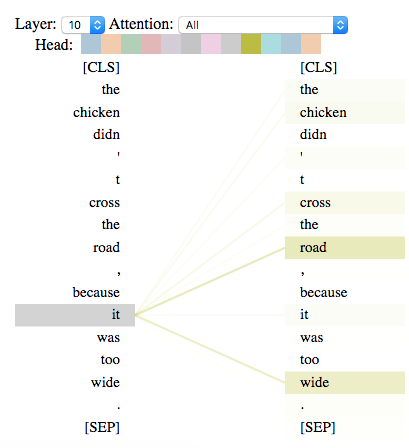 Layer: 10 Attention: All
Head:
[CLS] [CLS]
the the
chicken chicken
didn didn
' '
t t
cross cross
the the
road road
, ,
because because
it it
was was
too too
wide wide
. .
[SEP] [SEP]